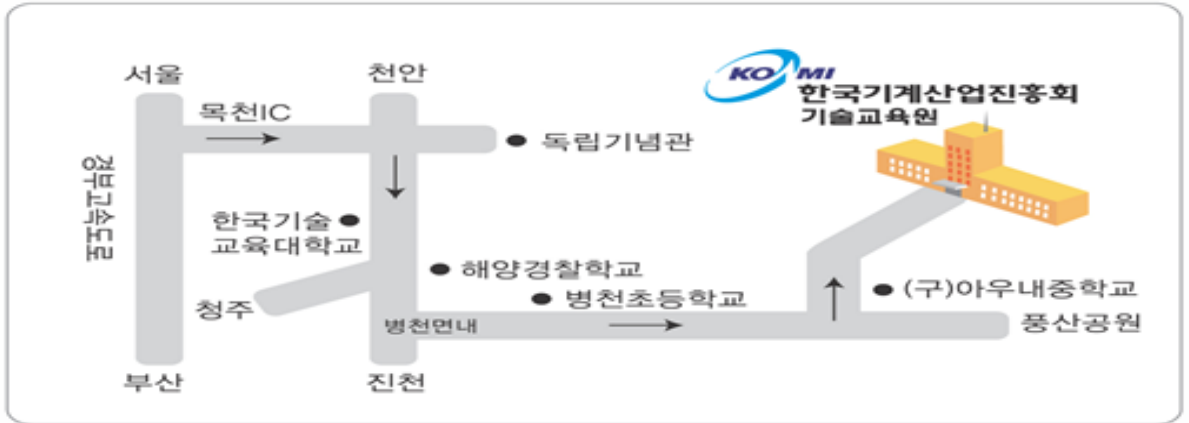 서울
천안
KOAMI
한국기계산업진흥회
기술교육원
목천IC
독립기념관
경부고속도로
한국기술
교육대학교
해양경찰학교
병천초등학교
(구)아우내중학교
청주
병천면내
풍산공원
부산
진천